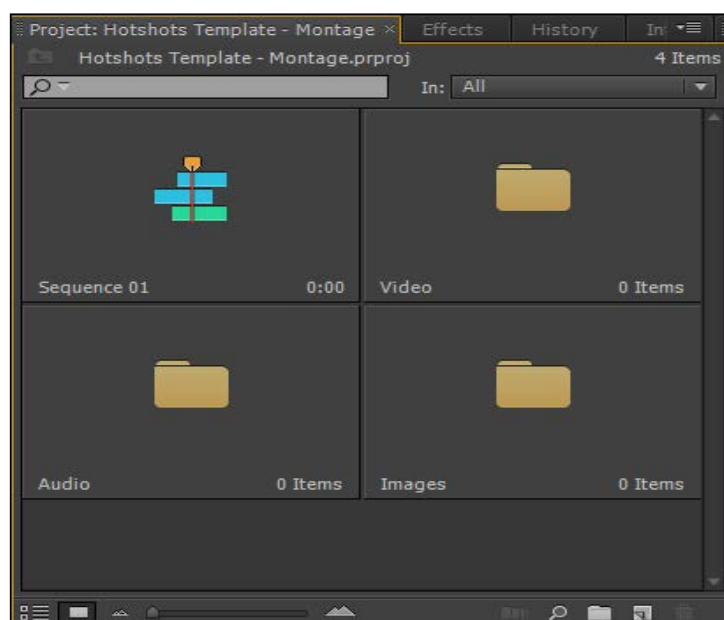 Project: Hotshots Template - Montage ×
Effects
History
In
Hotshots Template - Montage.prproj
4 Items
In: All
Sequence 01
0:00
Video
0 Items
Audio
0 Items
Images
0 Items